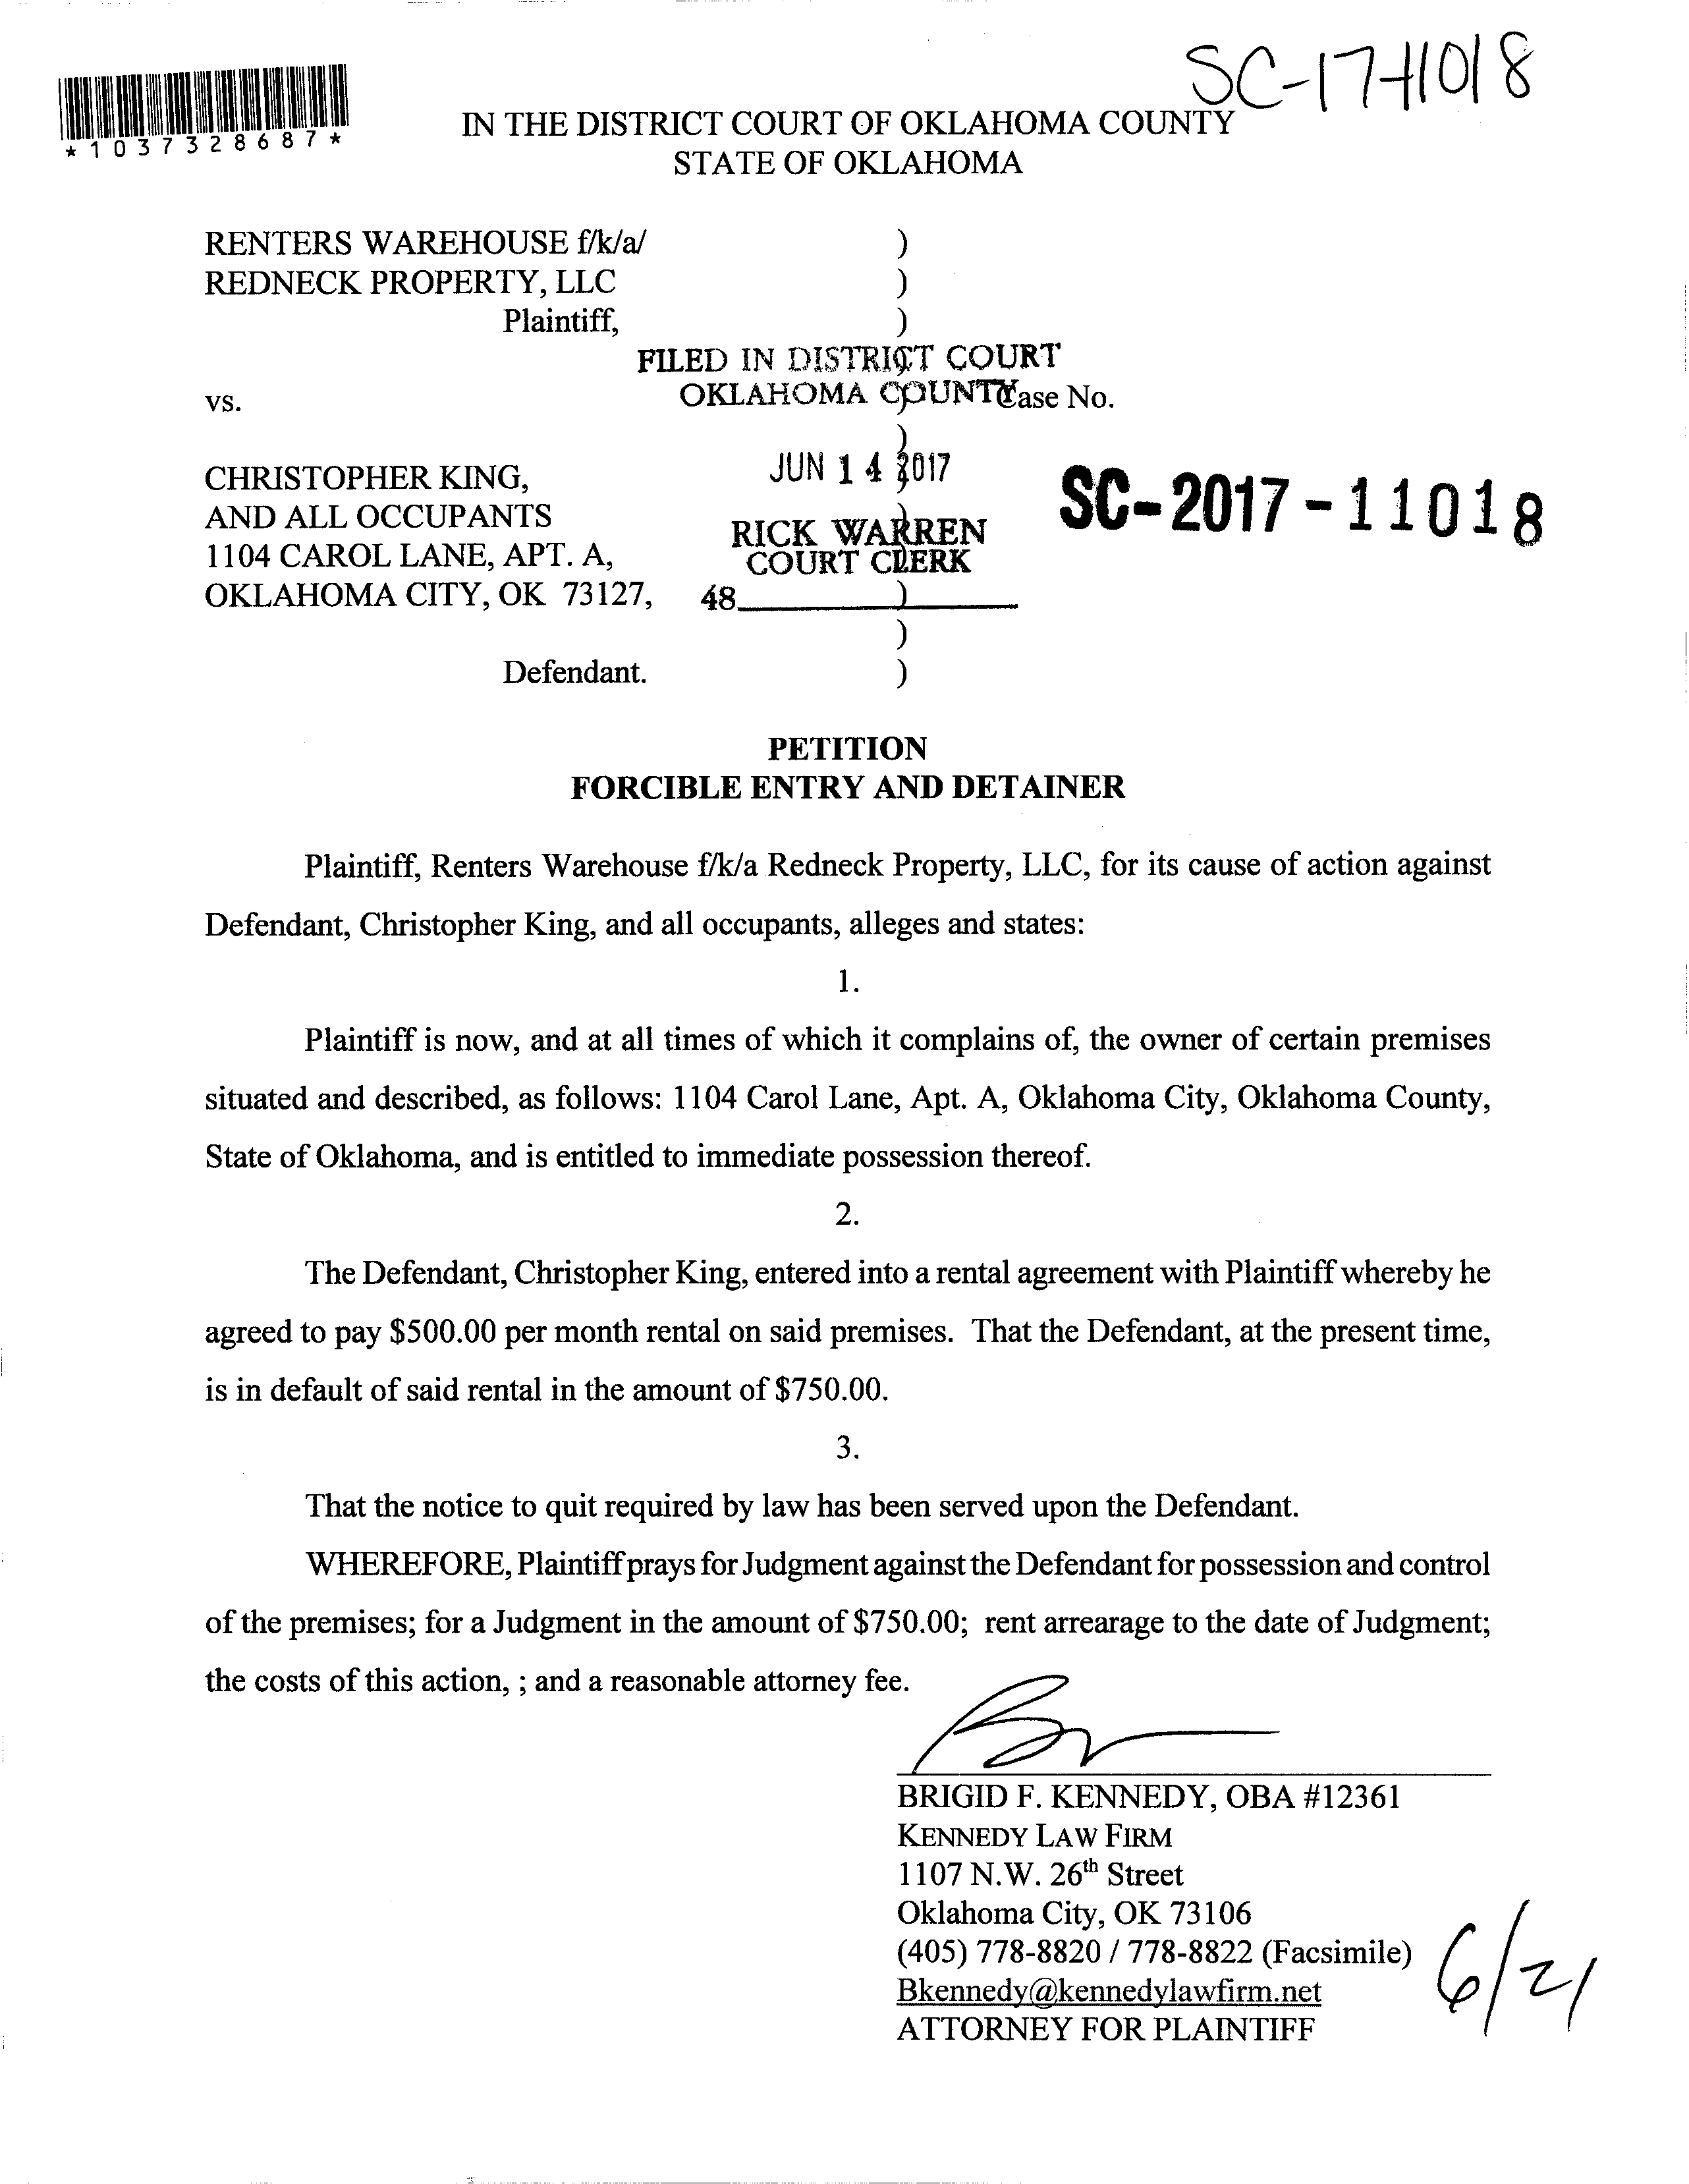 SC-17-11018
*1037328687*
IN THE DISTRICT COURT OF OKLAHOMA COUNTY
STATE OF OKLAHOMA
RENTERS WAREHOUSE f/k/a/ )
REDNECK PROPERTY, LLC )
Plaintiff, )
FILED IN DISTRICT COURT
OKLAHOMA COUNTY
vs. ) Case No.
)
JUN 14 2017
SC-2017-11018
CHRISTOPHER KING, )
AND ALL OCCUPANTS )
RICK WARREN
1104 CAROL LANE, APT. A, )
COURT CLERK
OKLAHOMA CITY, OK 73127, )
48
)
Defendant. )
PETITION
FORCIBLE ENTRY AND DETAINER
Plaintiff, Renters Warehouse f/k/a Redneck Property, LLC, for its cause of action against
Defendant, Christopher King, and all occupants, alleges and states:
1.
Plaintiff is now, and at all times of which it complains of, the owner of certain premises
situated and described, as follows: 1104 Carol Lane, Apt. A, Oklahoma City, Oklahoma County,
State of Oklahoma, and is entitled to immediate possession thereof.
2.
The Defendant, Christopher King, entered into a rental agreement with Plaintiff whereby he
agreed to pay $500.00 per month rental on said premises. That the Defendant, at the present time,
is in default of said rental in the amount of $750.00.
3.
That the notice to quit required by law has been served upon the Defendant.
WHEREFORE, Plaintiff prays for Judgment against the Defendant for possession and control
of the premises; for a Judgment in the amount of $750.00; rent arrearage to the date of Judgment;
the costs of this action, ; and a reasonable attorney fee.
BRIGID F. KENNEDY, OBA #12361
KENNEDY LAW FIRM
1107 N.W. 26th Street
Oklahoma City, OK 73106
(405) 778-8820 / 778-8822 (Facsimile)
Bkennedy@kennedylawfirm.net
ATTORNEY FOR PLAINTIFF
6/21